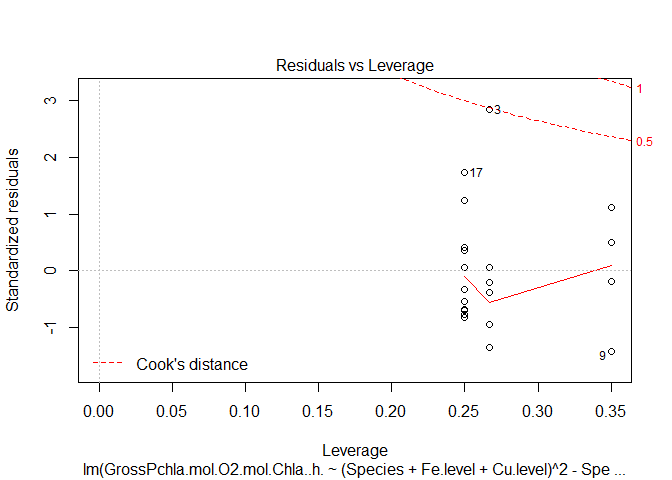 Residuals vs Leverage
Standardized residuals
3
2
1
0
-1
1
0.5
3
17
9
Cook's distance
0.00 0.05 0.10 0.15 0.20 0.25 0.30 0.35
Leverage
lm(GrossPchla.mol.O2.mol.Chla..h. ~ (Species + Fe.level + Cu.level)^2 - Spe ...